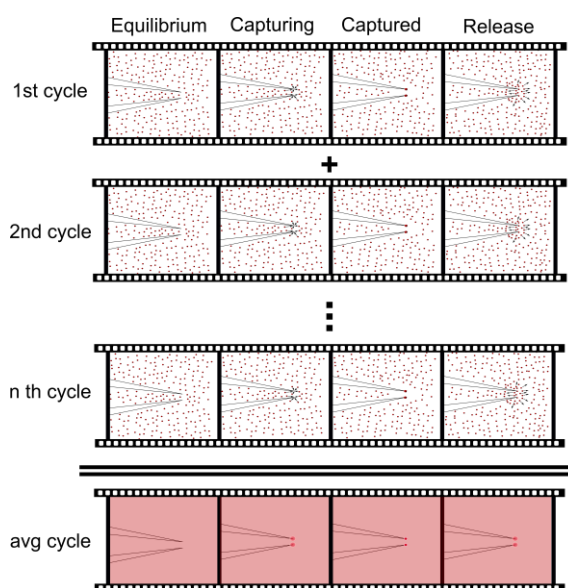 Equilibrium Capturing Captured Release
1st cycle
+
2nd cycle
n th cycle
avg cycle